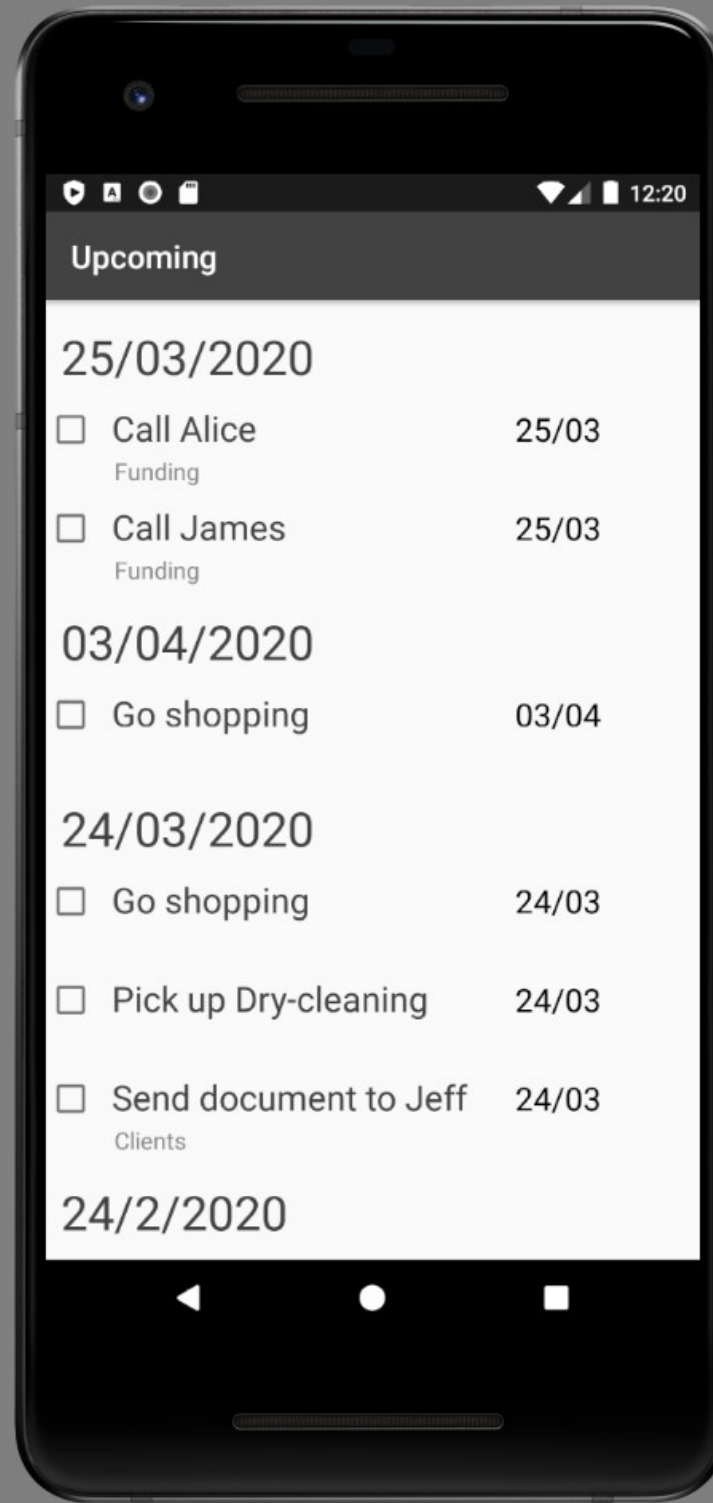 12:20
Upcoming
25/03/2020
Call Alice 25/03
Funding
Call James 25/03
Funding
03/04/2020
Go shopping 03/04
24/03/2020
Go shopping 24/03
Pick up Dry-cleaning 24/03
Send document to Jeff 24/03
Clients
24/2/2020